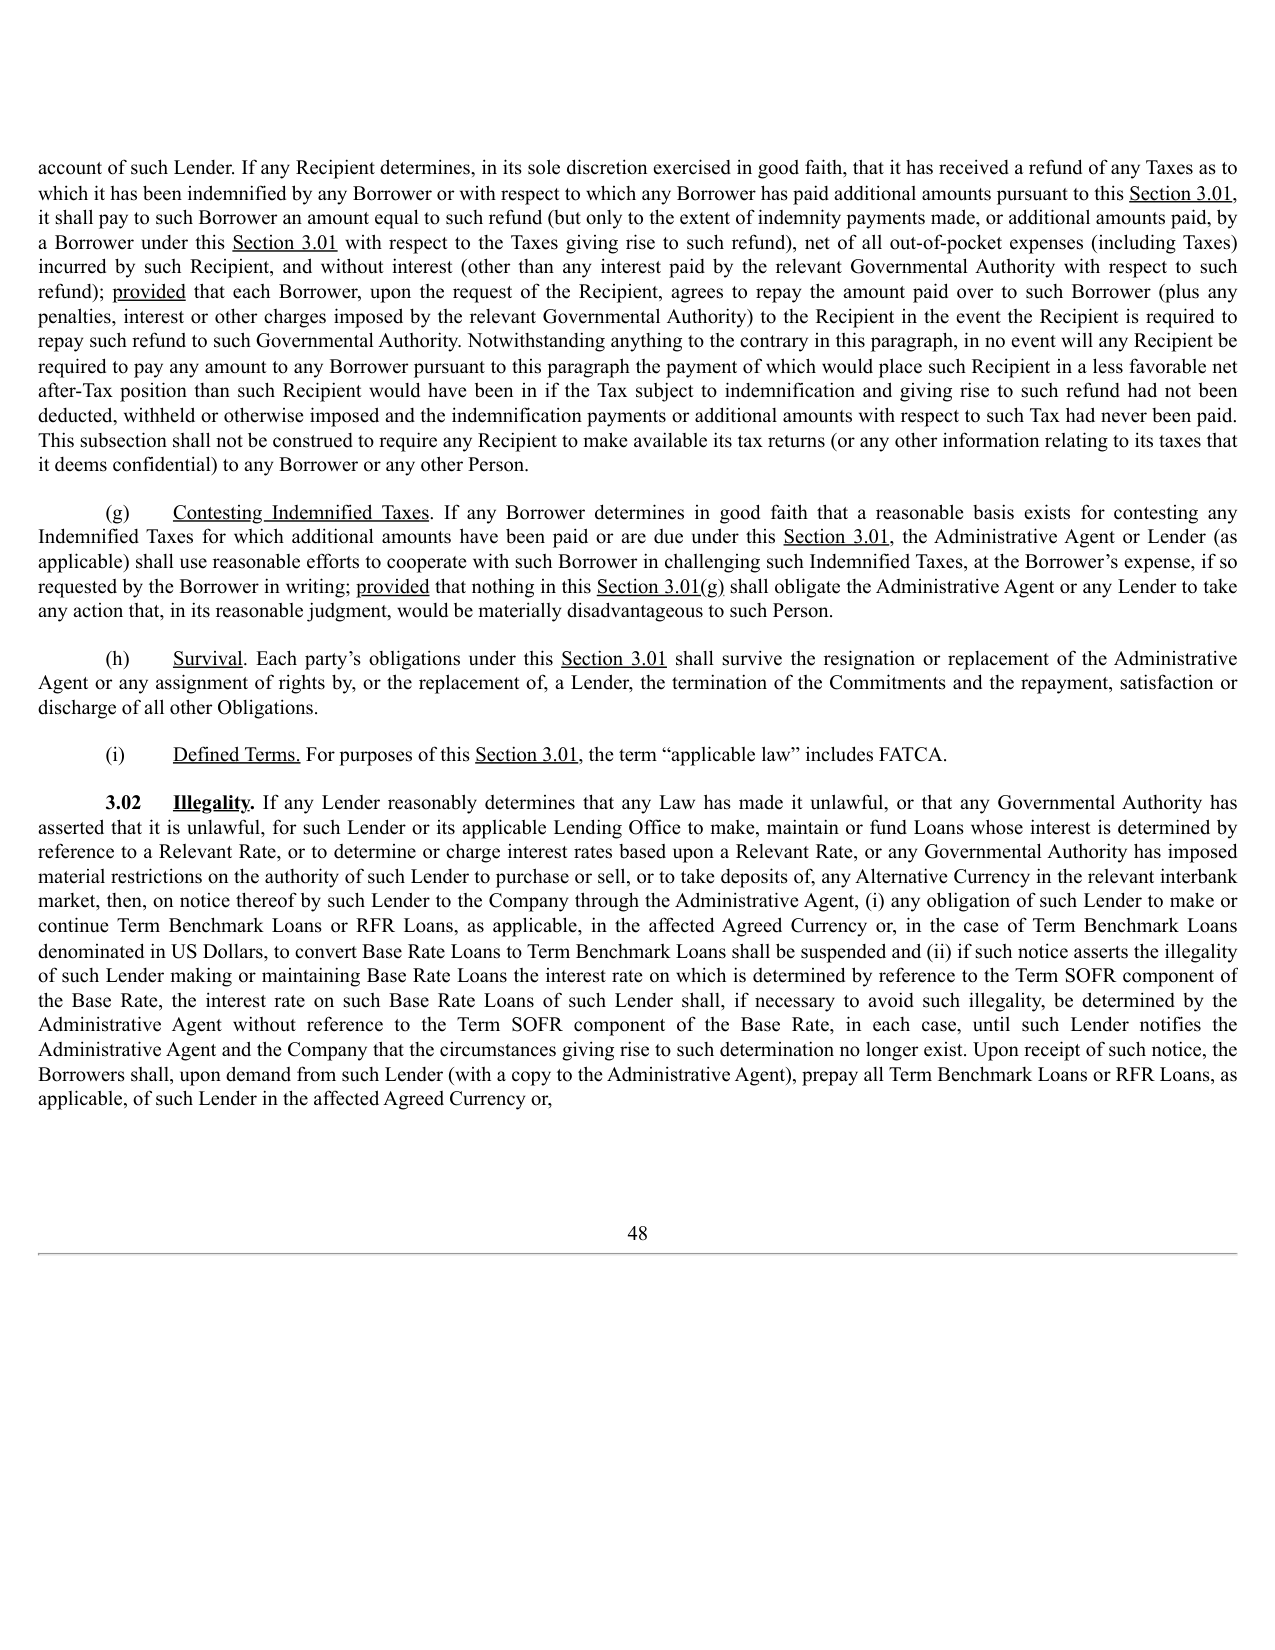 account of such Lender. If any Recipient determines, in its sole discretion exercised in good faith, that it has received a refund of any Taxes as to
which it has been indemnified by any Borrower or with respect to which any Borrower has paid additional amounts pursuant to this Section 3.01,
it shall pay to such Borrower an amount equal to such refund (but only to the extent of indemnity payments made, or additional amounts paid, by
a Borrower under this Section 3.01 with respect to the Taxes giving rise to such refund), net of all out-of-pocket expenses (including Taxes)
incurred by such Recipient, and without interest (other than any interest paid by the relevant Governmental Authority with respect to such
refund); provided that each Borrower, upon the request of the Recipient, agrees to repay the amount paid over to such Borrower (plus any
penalties, interest or other charges imposed by the relevant Governmental Authority) to the Recipient in the event the Recipient is required to
repay such refund to such Governmental Authority. Notwithstanding anything to the contrary in this paragraph, in no event will any Recipient be
required to pay any amount to any Borrower pursuant to this paragraph the payment of which would place such Recipient in a less favorable net
after-Tax position than such Recipient would have been in if the Tax subject to indemnification and giving rise to such refund had not been
deducted, withheld or otherwise imposed and the indemnification payments or additional amounts with respect to such Tax had never been paid.
This subsection shall not be construed to require any Recipient to make available its tax returns (or any other information relating to its taxes that
it deems confidential) to any Borrower or any other Person.
(g) Contesting Indemnified Taxes. If any Borrower determines in good faith that a reasonable basis exists for contesting any
Indemnified Taxes for which additional amounts have been paid or are due under this Section 3.01, the Administrative Agent or Lender (as
applicable) shall use reasonable efforts to cooperate with such Borrower in challenging such Indemnified Taxes, at the Borrower’s expense, if so
requested by the Borrower in writing; provided that nothing in this Section 3.01(g) shall obligate the Administrative Agent or any Lender to take
any action that, in its reasonable judgment, would be materially disadvantageous to such Person.
(h) Survival. Each party’s obligations under this Section 3.01 shall survive the resignation or replacement of the Administrative
Agent or any assignment of rights by, or the replacement of, a Lender, the termination of the Commitments and the repayment, satisfaction or
discharge of all other Obligations.
(i) Defined Terms. For purposes of this Section 3.01, the term “applicable law” includes FATCA.
3.02 Illegality. If any Lender reasonably determines that any Law has made it unlawful, or that any Governmental Authority has
asserted that it is unlawful, for such Lender or its applicable Lending Office to make, maintain or fund Loans whose interest is determined by
reference to a Relevant Rate, or to determine or charge interest rates based upon a Relevant Rate, or any Governmental Authority has imposed
material restrictions on the authority of such Lender to purchase or sell, or to take deposits of, any Alternative Currency in the relevant interbank
market, then, on notice thereof by such Lender to the Company through the Administrative Agent, (i) any obligation of such Lender to make or
continue Term Benchmark Loans or RFR Loans, as applicable, in the affected Agreed Currency or, in the case of Term Benchmark Loans
denominated in US Dollars, to convert Base Rate Loans to Term Benchmark Loans shall be suspended and (ii) if such notice asserts the illegality
of such Lender making or maintaining Base Rate Loans the interest rate on which is determined by reference to the Term SOFR component of
the Base Rate, the interest rate on such Base Rate Loans of such Lender shall, if necessary to avoid such illegality, be determined by the
Administrative Agent without reference to the Term SOFR component of the Base Rate, in each case, until such Lender notifies the
Administrative Agent and the Company that the circumstances giving rise to such determination no longer exist. Upon receipt of such notice, the
Borrowers shall, upon demand from such Lender (with a copy to the Administrative Agent), prepay all Term Benchmark Loans or RFR Loans, as
applicable, of such Lender in the affected Agreed Currency or,
48